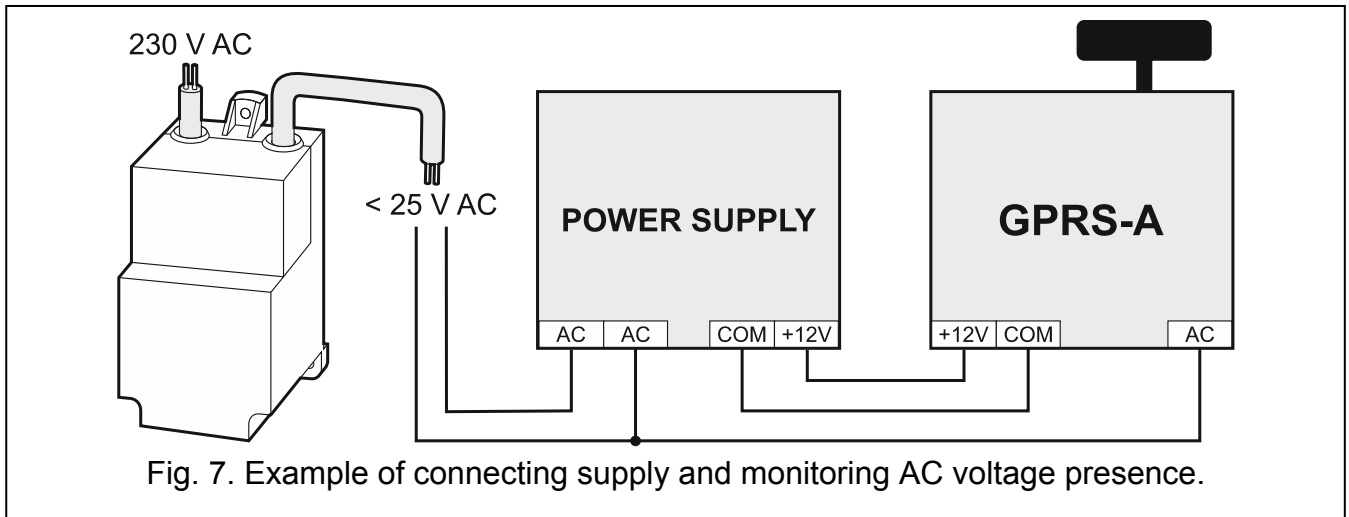 230 V AC
< 25 V AC
POWER SUPPLY
GPRS-A
AC AC COM +12V
+12V COM AC
Fig. 7. Example of connecting supply and monitoring AC voltage presence.